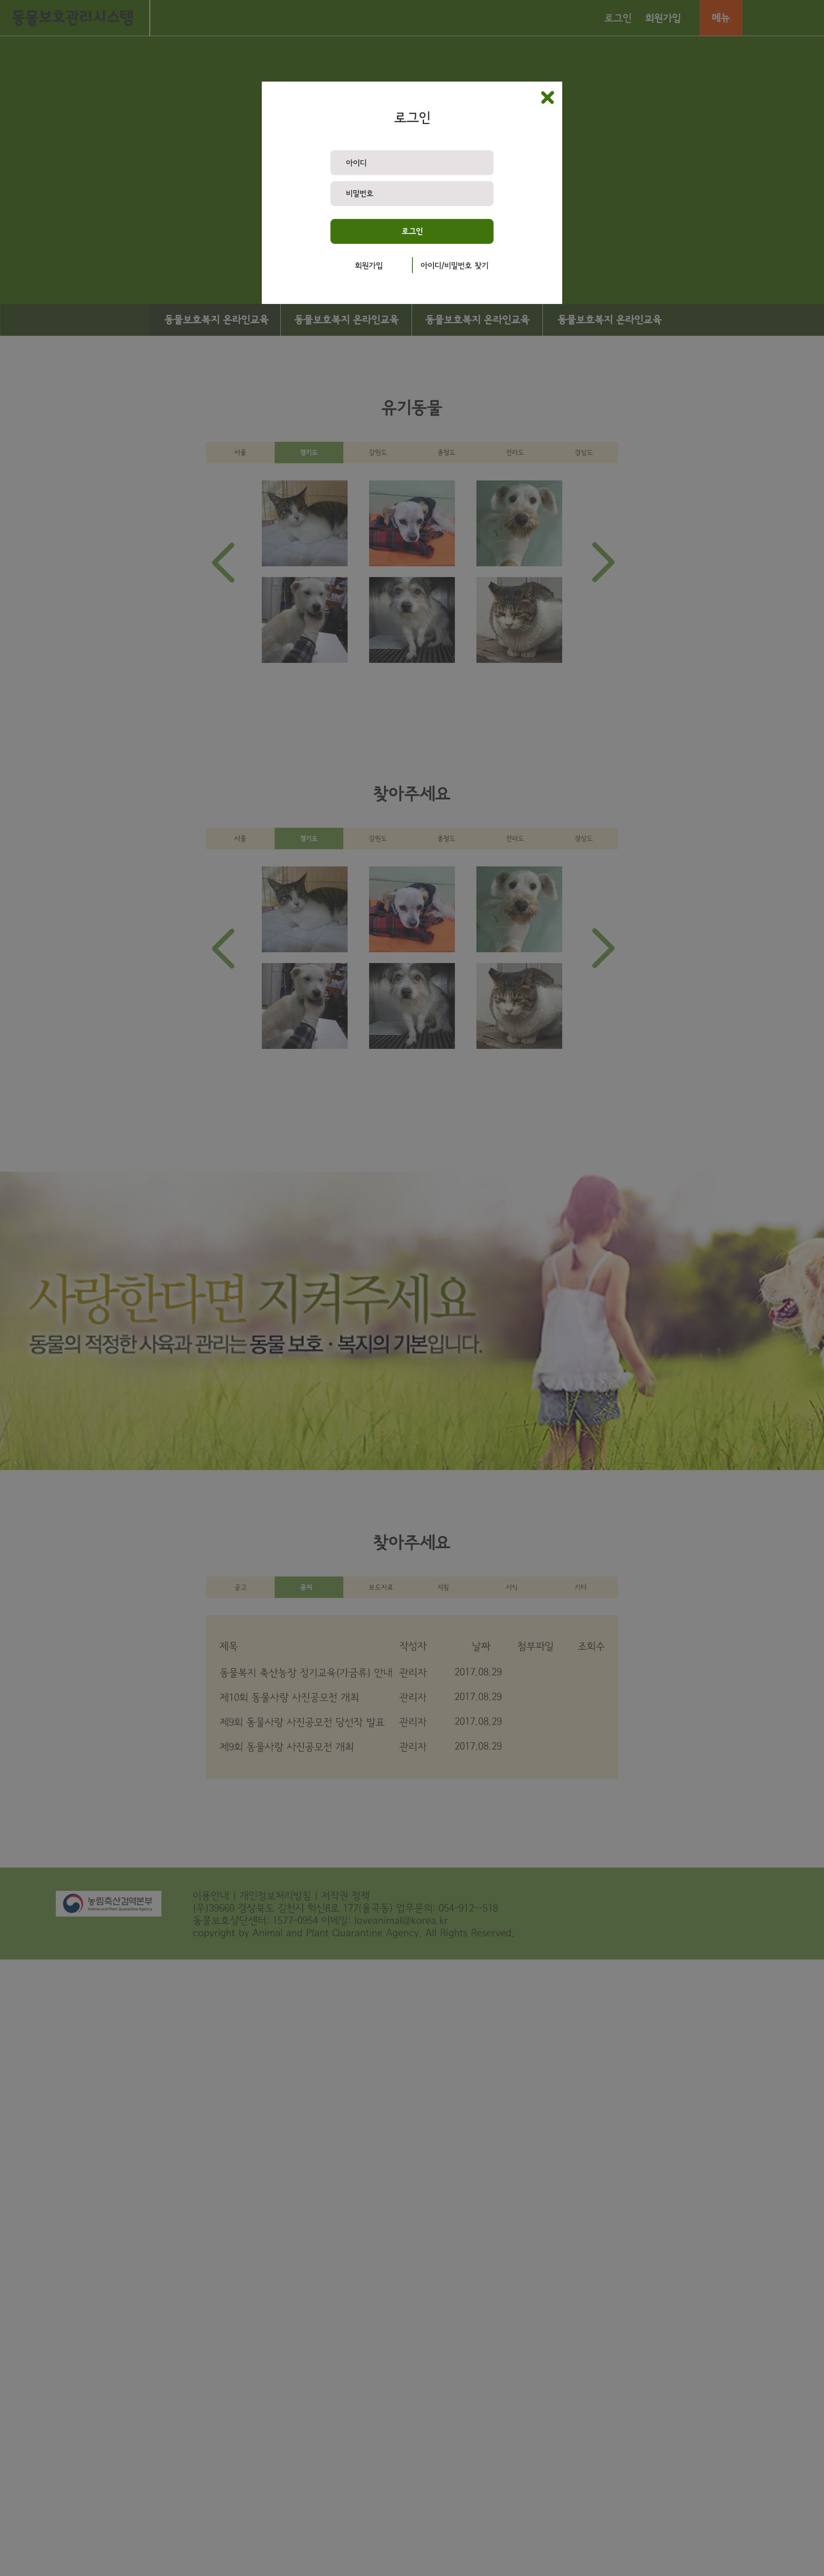 동물보호관리시스템
로그인 회원가입 메뉴
로그인
아이디
비밀번호
로그인
회원가입 아이디/비밀번호 찾기
동물보호복지 온라인교육 동물보호복지 온라인교육 동물보호복지 온라인교육 동물보호복지 온라인교육
유기동물
서울 경기도 강원도 충청도 전라도 경상도
찾아주세요
서울 경기도 강원도 충청도 전라도 경상도
사랑한다면 지켜주세요
동물의 적정한 사육과 관리는 동물 보호·복지의 기본입니다.
찾아주세요
공고 공지 보도자료 지침 서식 기타
제목 작성자 날짜 첨부파일 조회수
동물복지 축산농장 정기교육(가금류) 안내 관리자 2017.08.29
제10회 동물사랑 사진공모전 개최 관리자 2017.08.29
제9회 동물사랑 사진공모전 당선작 발표 관리자 2017.08.29
제9회 동물사랑 사진공모전 개최 관리자 2017.08.29
농림축산검역본부
Animal and Plant Quarantine Agency
이용안내 | 개인정보처리방침 | 저작권 정책
(우)39660 경상북도 김천시 혁신8로 177(율곡동) 업무문의: 054-912--518
동물보호상단센터: 1577-0954 이메일: loveanimal@korea.kr
copyright by Animal and Plant Quarantine Agency. All Rights Reserved.